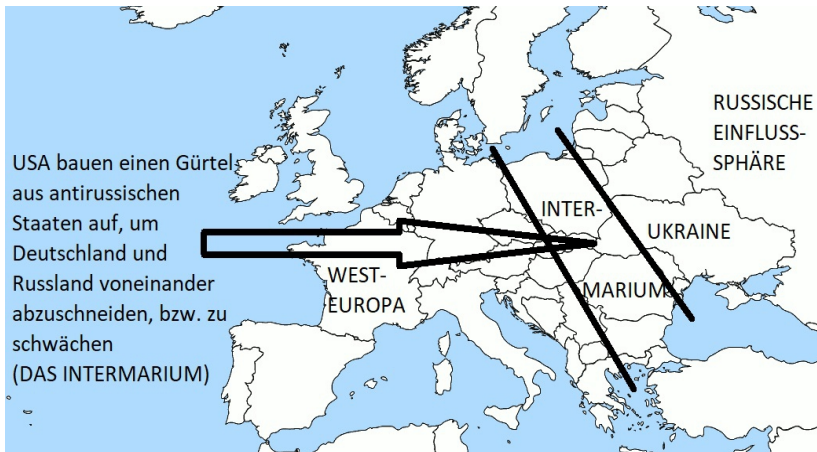 USA bauen einen Gürtel
aus antirussischen
Staaten auf, um
Deutschland und
Russland voneinander
abzuschneiden, bzw. zu
schwächen
(DAS INTERMARIUM)
WEST-
EUROPA
INTER-
MARIUM
UKRAINE
RUSSISCHE
EINFLUSS-
SPHÄRE